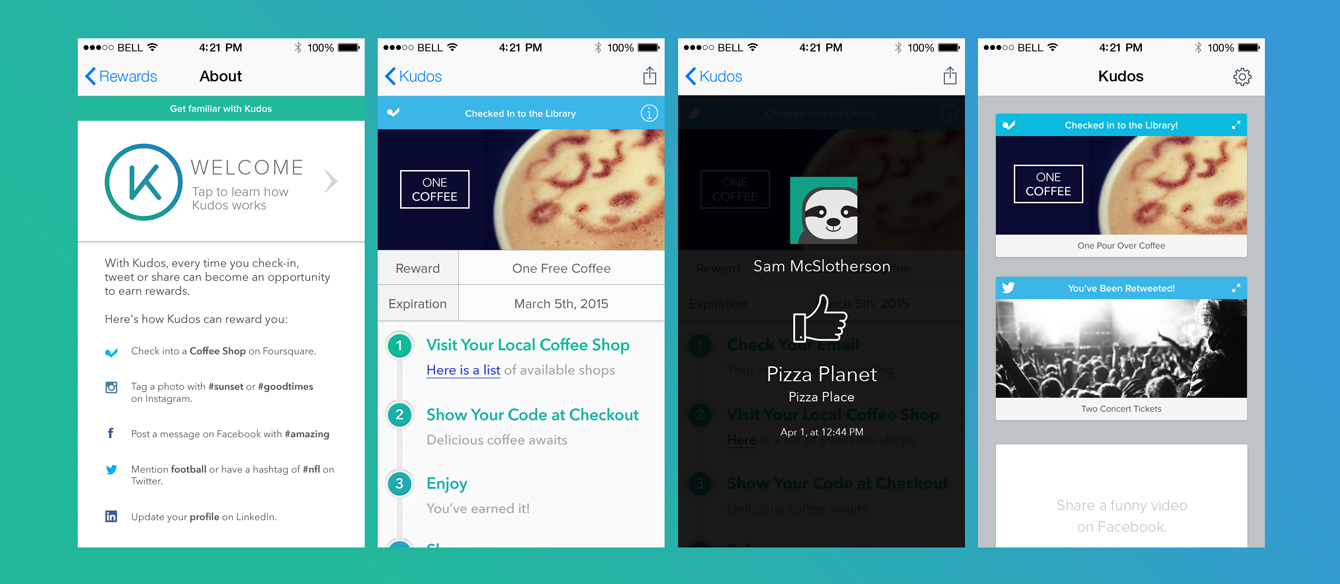 BELL
4:21 PM
100%
Rewards
About
Get familiar with Kudos
K
WELCOME
Tap to learn how
Kudos works
With Kudos, every time you check-in,
tweet or share can become an opportunity
to earn rewards.
Here's how Kudos can reward you:
Check into a Coffee Shop on Foursquare.
Tag a photo with #sunset or #goodtimes
on Instagram.
Post a message on Facebook with #amazing
Mention football or have a hashtag of #nfl on
Twitter.
Update your profile on LinkedIn.
BELL
4:21 PM
100%
Kudos
Checked In to the Library
ONE
COFFEE
Reward
One Free Coffee
Expiration
March 5th, 2015
1
Visit Your Local Coffee Shop
Here is a list of available shops
2
Show Your Code at Checkout
Delicious coffee awaits
3
Enjoy
You've earned it!
BELL
4:21 PM
100%
Kudos
Checked In to the Library
ONE
COFFEE
Sam McSlotherson
Reward
Expiration
March 5th, 2015
1
Check Your Email
Pizza Planet
Pizza Place
2
Visit Your Local Coffee Shop
Apr 1, at 12:44 PM
Here is a list of available shops
3
Show Your Code at Checkout
Delicious coffee awaits
BELL
4:21 PM
100%
Kudos
Checked in to the Library!
ONE
COFFEE
One Pour Over Coffee
You've Been Retweeted!
Two Concert Tickets
Share a funny video
on Facebook.